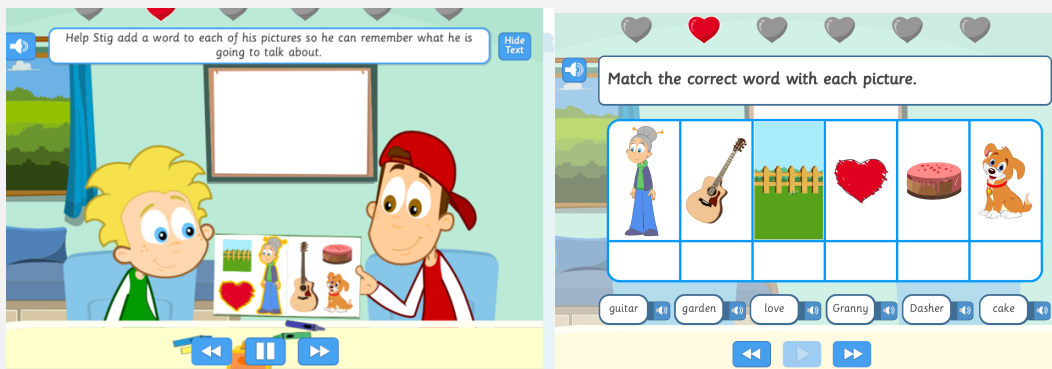 Help Stig add a word to each of his pictures so he can remember what he is
going to talk about.
Hide
Text
Match the correct word with each picture.
guitar
garden
love
Granny
Dasher
cake